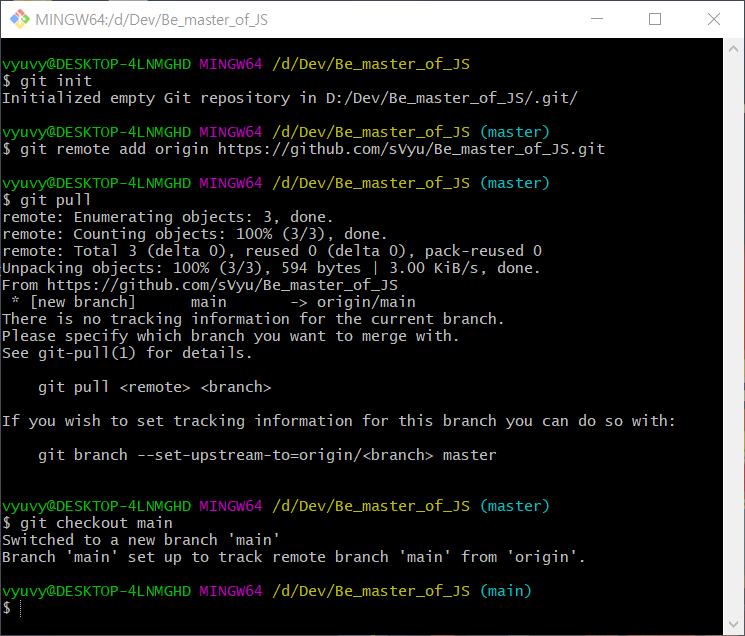 MINGW64:/d/Dev/Be_master_of_JS
vyuvy@DESKTOP-4LNMGHD MINGW64 /d/Dev/Be_master_of_JS
$ git init
Initialized empty Git repository in D:/Dev/Be_master_of_JS/.git/
vyuvy@DESKTOP-4LNMGHD MINGW64 /d/Dev/Be_master_of_JS (master)
$ git remote add origin https://github.com/sVyu/Be_master_of_JS.git
vyuvy@DESKTOP-4LNMGHD MINGW64 /d/Dev/Be_master_of_JS (master)
$ git pull
remote: Enumerating objects: 3, done.
remote: Counting objects: 100% (3/3), done.
remote: Total 3 (delta 0), reused 0 (delta 0), pack-reused 0
Unpacking objects: 100% (3/3), 594 bytes | 3.00 KiB/s, done.
From https://github.com/sVyu/Be_master_of_JS
 * [new branch]      main       -> origin/main
There is no tracking information for the current branch.
Please specify which branch you want to merge with.
See git-pull(1) for details.
    git pull <remote> <branch>
If you wish to set tracking information for this branch you can do so with:
    git branch --set-upstream-to=origin/<branch> master
vyuvy@DESKTOP-4LNMGHD MINGW64 /d/Dev/Be_master_of_JS (master)
$ git checkout main
Switched to a new branch 'main'
Branch 'main' set up to track remote branch 'main' from 'origin'.
vyuvy@DESKTOP-4LNMGHD MINGW64 /d/Dev/Be_master_of_JS (main)
$